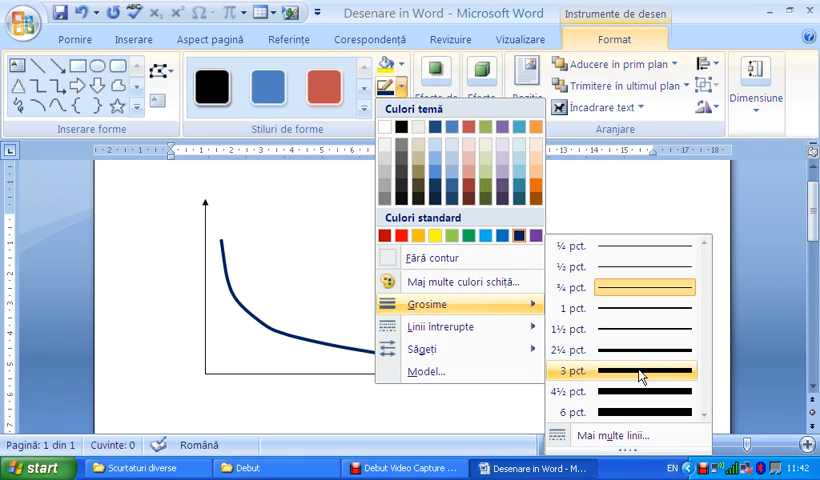 Desenare in Word - Microsoft Word
Instrumente de desen
Pornire
Inserare
Aspect pagină
Referințe
Corespondență
Revizuire
Vizualizare
Format
Aducere în prim plan
Trimitere în ultimul plan
Încadrare text
Poziție
Dimensiune
Inserare forme
Stiluri de forme
Aranjare
Culori temă
Culori standard
Fără contur
Mai multe culori schiță...
Grosime
Linii întrerupte
Săgeți
Model...
¼ pct.
½ pct.
¾ pct.
1 pct.
1½ pct.
2¼ pct.
3 pct.
4½ pct.
6 pct.
Mai multe linii...
Pagină: 1 din 1
Cuvinte: 0
Română
start
Scurtaturi diverse
Debut
Debut Video Capture ...
Desenare in Word - M...
EN
11:42